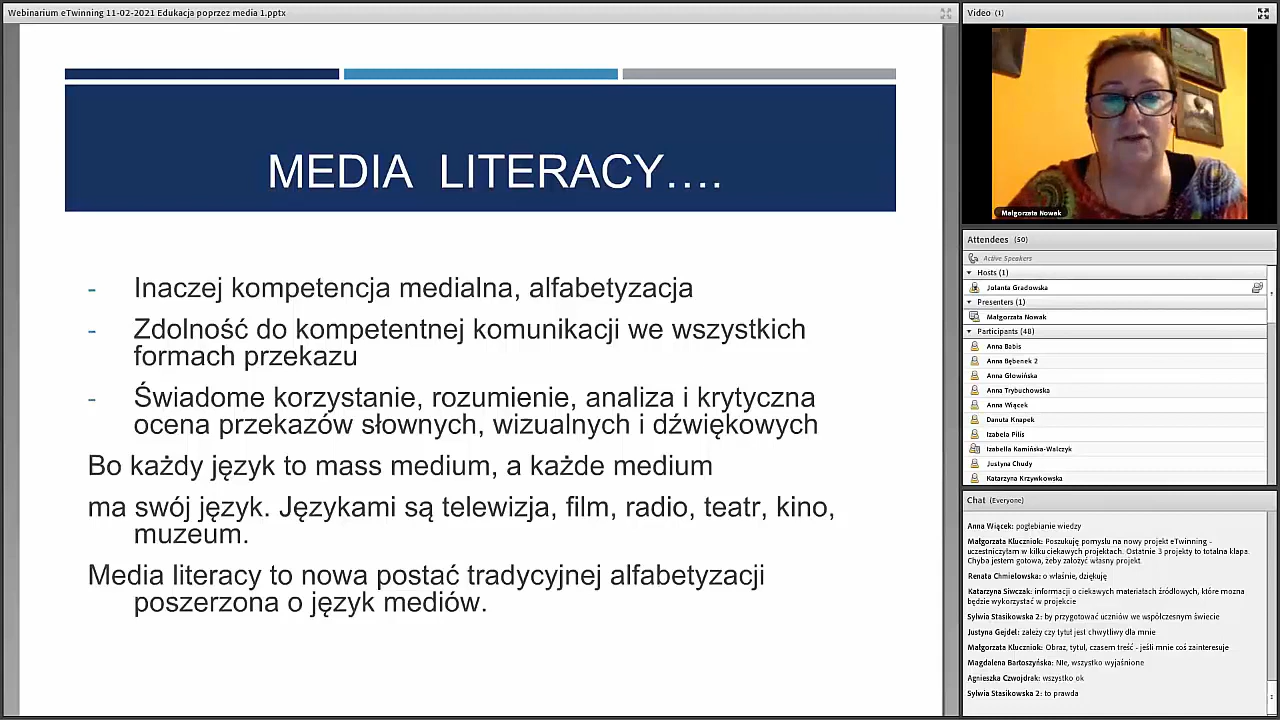 Webinarium eTwinning 11-02-2021 Edukacja poprzez media 1.pptx
MEDIA LITERACY....
- Inaczej kompetencja medialna, alfabetyzacja
- Zdolność do kompetentnej komunikacji we wszystkich
formach przekazu
- Świadome korzystanie, rozumienie, analiza i krytyczna
ocena przekazów słownych, wizualnych i dźwiękowych
Bo każdy język to mass medium, a każde medium
ma swój język. Językami są telewizja, film, radio, teatr, kino,
muzeum.
Media literacy to nowa postać tradycyjnej alfabetyzacji
poszerzona o język mediów.
Video (1)
Małgorzata Nowak
Attendees (50)
Active Speakers
Hosts (1)
Jolanta Gradowska
Presenters (1)
Małgorzata Nowak
Participants (48)
Anna Babis
Anna Bębenek 2
Anna Głowińska
Anna Trybuchowska
Anna Wiącek
Danuta Knapek
Izabela Pilis
Izabella Kamińska-Walczyk
Justyna Chudy
Katarzyna Krzywkowska
Chat (Everyone)
Anna Wiącek: pogłębianie wiedzy
Małgorzata Kluczniok: Poszukuję pomysłu na nowy projekt eTwinning -
uczestniczyłam w kilku ciekawych projektach. Ostatnie 3 projekty to totalna klapa.
Chyba jestem gotowa, żeby założyć własny projekt
Renata Chmielowska: o właśnie, dziękuję
Katarzyna Siwczak: informacji o ciekawych materiałach źródłowych, które można
będzie wykorzystać w projekcie
Sylwia Stasikowska 2: by przygotować uczniów we współczesnym świecie
Justyna Gejdel: zależy czy tytuł jest chwytliwy dla mnie
Małgorzata Kluczniok: Obraz, tytuł, czasem treść - jeśli mnie coś zainteresuje
Magdalena Bartoszyńska: Nie, wszystko wyjaśnione
Agnieszka Czwojdrak: wszystko ok
Sylwia Stasikowska 2: to prawda